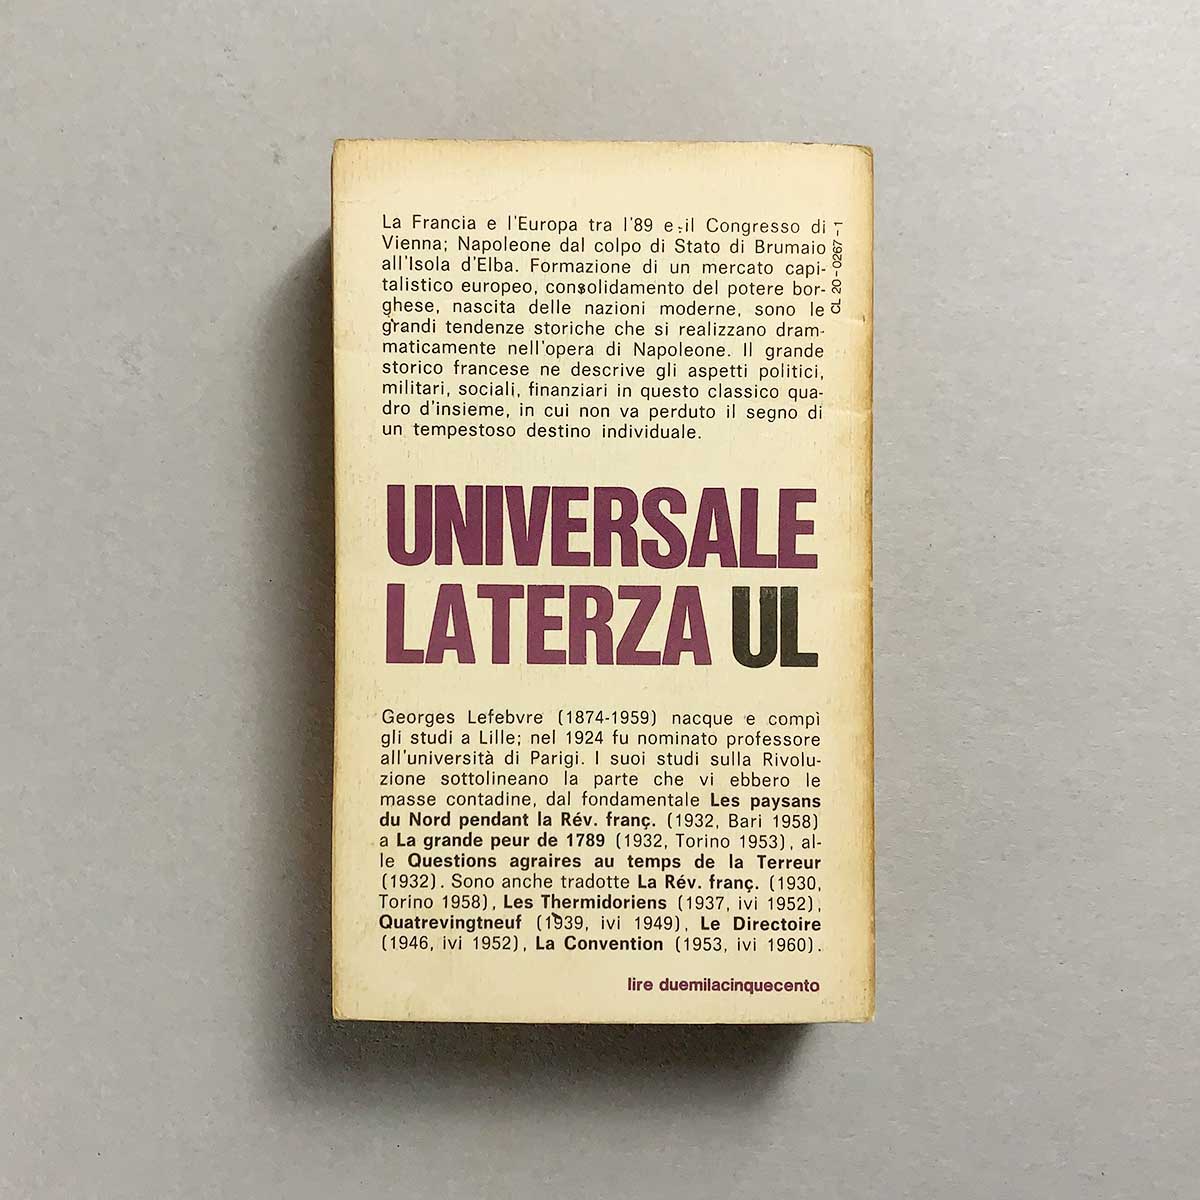 La Francia e l'Europa tra l'89 e il Congresso di
Vienna; Napoleone dal colpo di Stato di Brumaio
all'Isola d'Elba. Formazione di un mercato capi-
talistico europeo, consolidamento del potere bor-
ghese, nascita delle nazioni moderne, sono le
grandi tendenze storiche che si realizzano dram-
maticamente nell'opera di Napoleone. Il grande
storico francese ne descrive gli aspetti politici,
militari, sociali, finanziari in questo classico qua-
dro d'insieme, in cui non va perduto il segno di
un tempestoso destino individuale.
CL 20-0267-1
UNIVERSALE
LATERZA UL
Georges Lefebvre (1874-1959) nacque e compì
gli studi a Lille; nel 1924 fu nominato professore
all'università di Parigi. I suoi studi sulla Rivolu-
zione sottolineano la parte che vi ebbero le
masse contadine, dal fondamentale Les paysans
du Nord pendant la Rév. franç. (1932, Bari 1958)
a La grande peur de 1789 (1932, Torino 1953), al-
le Questions agraires au temps de la Terreur
(1932). Sono anche tradotte La Rév. franç. (1930,
Torino 1958), Les Thermidoriens (1937, ivi 1952),
Quatrevingtneuf (1939, ivi 1949), Le Directoire
(1946, ivi 1952), La Convention (1953, ivi 1960).
lire duemilacinquecento